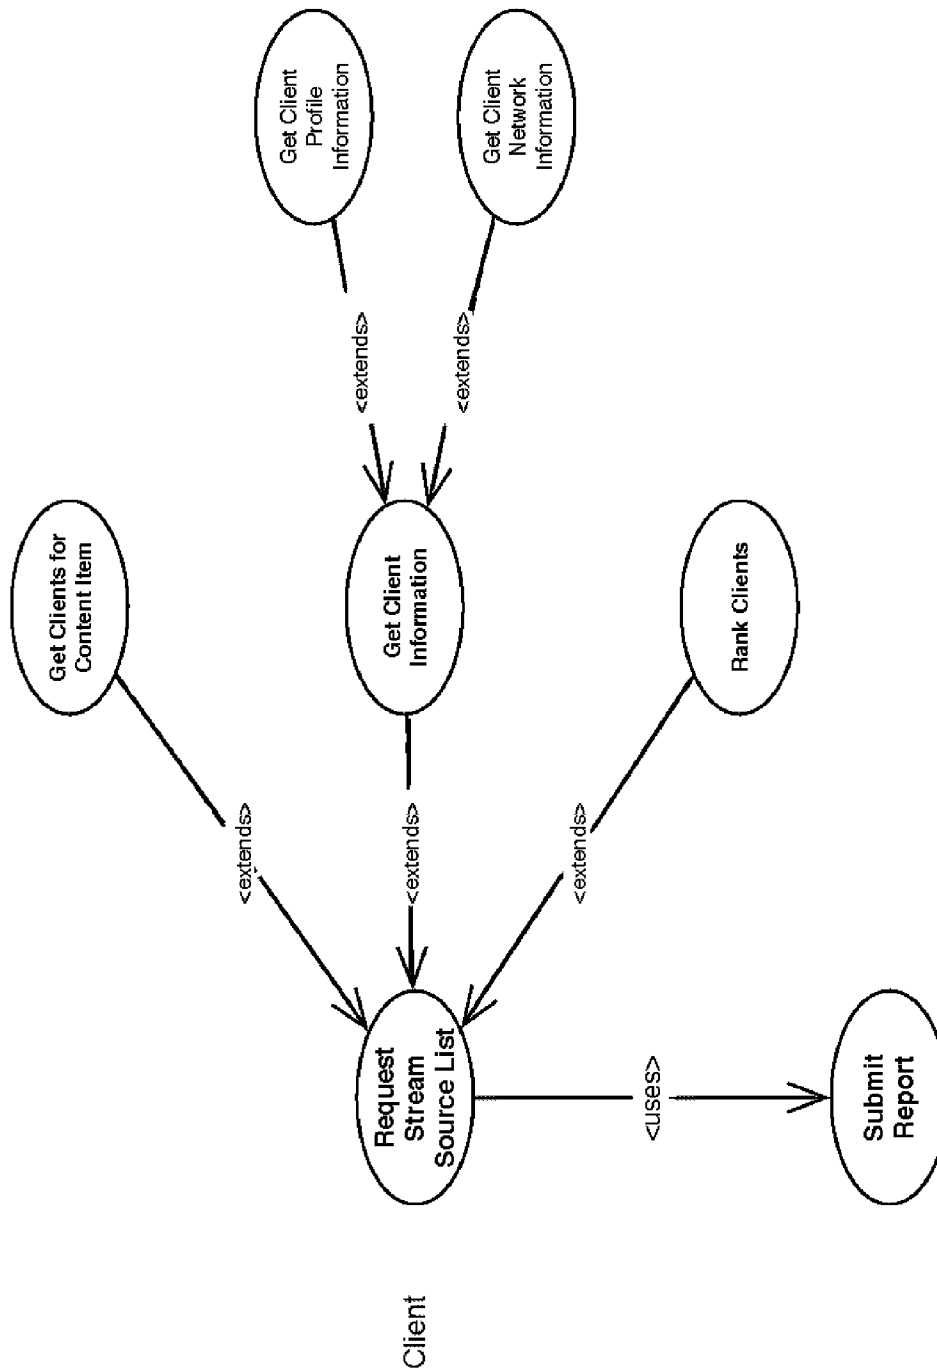 Get Client
Profile
Information
Get Client
Network
Information
<extends>
<extends>
Get Clients for
Content Item
Get Client
Information
Rank Clients
<extends>
<extends>
<extends>
Request
Stream
Source List
<uses>
Submit
Report
Client